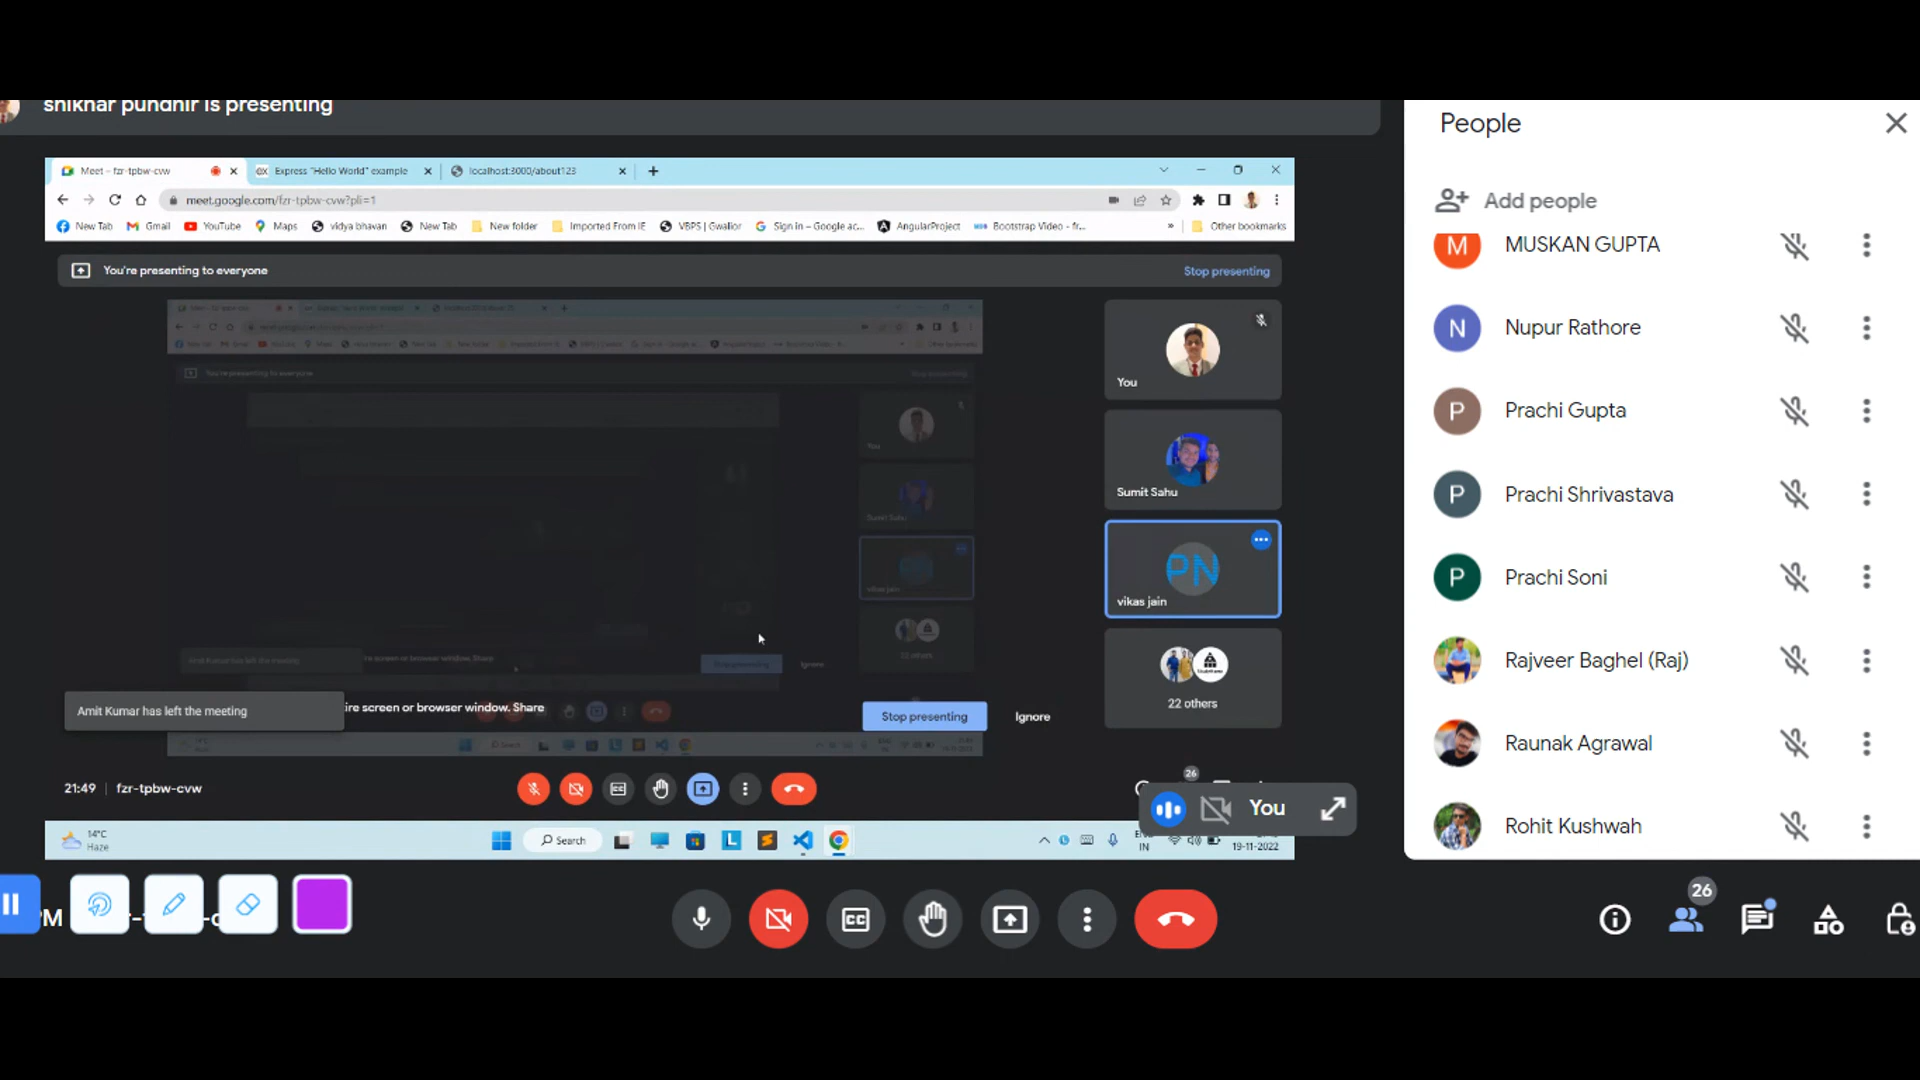 shikhar pundhir is presenting
People
Meet – fzr-tpbw-cvw
Express "Hello World" example
localhost:3000/about123
meet.google.com/fzr-tpbw-cvw?pli=1
New Tab
Gmail
YouTube
Maps
vidya bhavan
New Tab
New folder
Imported From IE
VBPS | Gwalior
Sign in – Google ac...
AngularProject
Bootstrap Video - fr...
»
Other bookmarks
Add people
MUSKAN GUPTA
Nupur Rathore
Prachi Gupta
Prachi Shrivastava
Prachi Soni
Rajveer Baghel (Raj)
Raunak Agrawal
Rohit Kushwah
M
N
P
P
P
You're presenting to everyone
Stop presenting
You
Sumit Sahu
PN
vikas jain
22 others
Amit Kumar has left the meeting
ire screen or browser window. Share
Stop presenting
Ignore
21:49 | fzr-tpbw-cvw
26
You
14°C
Haze
Search
IN
19-11-2022
26